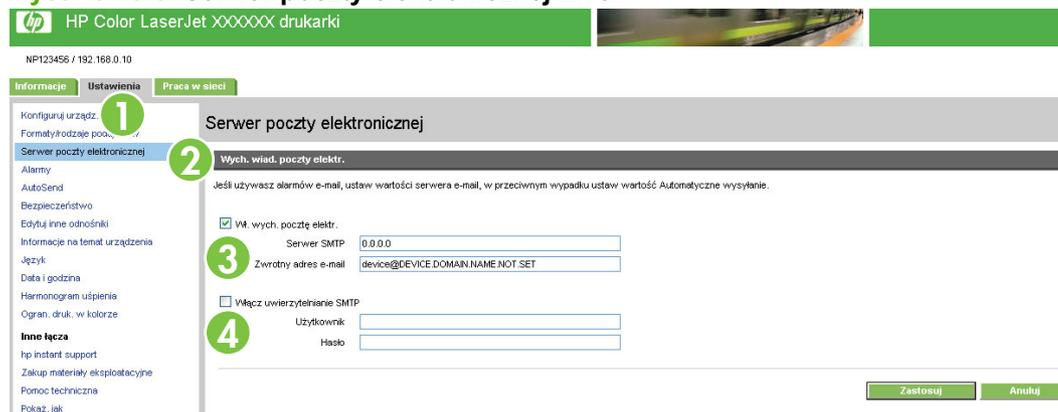 HP Color LaserJet XXXXXX drukarki
NP123456 / 192.168.0.10
Informacje
Ustawienia
Praca w sieci
1
Konfiguruj urządz.
Formaty/rodzaje
Serwer poczty elektronicznej
Alarmy
AutoSend
Bezpieczeństwo
Edytuj inne odnośniki
Informacje na temat urządzenia
Język
Data i godzina
Harmonogram uśpienia
Ogran. druk. w kolorze
Inne łącza
hp instant support
Zakup materiały eksploatacyjne
Pomoc techniczna
Pokaż, jak
Serwer poczty elektronicznej
2
Wych. wiad. poczty elektr.
Jeśli używasz alarmów e-mail, ustaw wartości serwera e-mail, w przeciwnym wypadku ustaw wartość Automatyczne wysyłanie.
Wł. wych. pocztę elektr.
3
Serwer SMTP 0.0.0.0
Zwrotny adres e-mail device@DEVICE.DOMAIN.NAME.NOT.SET
Włącz uwierzytelnianie SMTP
4
Użytkownik
Hasło
Zastosuj
Anuluj